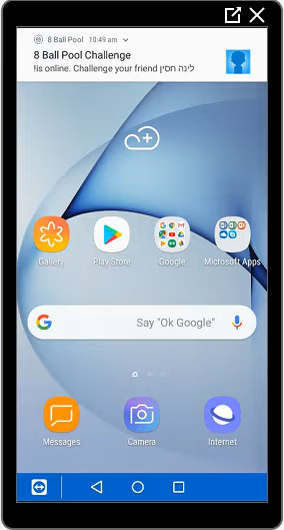 8 Ball Pool 10:49 am
8 Ball Pool Challenge
!is online. Challenge your friend לינה חסין
Gallery
Play Store
Google
Microsoft Apps
Say "Ok Google"
Messages
Camera
Internet